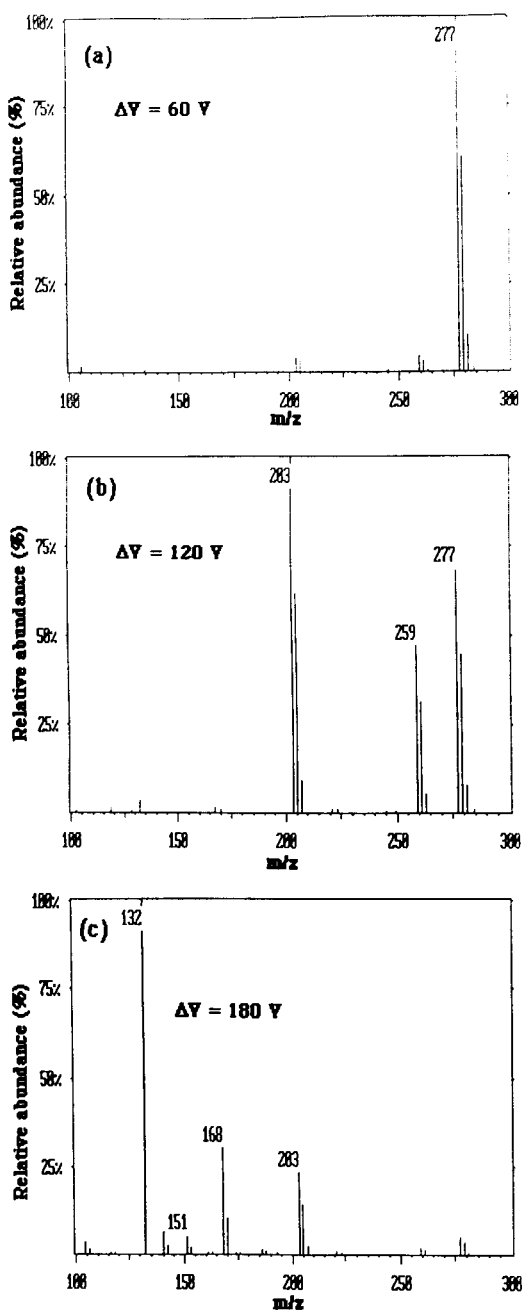 100%
(a)
277
ΔV = 60 V
75%
50%
25%
Relative abundance (%)
100 150 200 250 300
m/z
100%
(b)
203
ΔV = 120 V
277
75%
259
50%
25%
Relative abundance (%)
100 150 200 250 300
m/z
100%
132
(c)
ΔV = 180 V
75%
50%
168
203
25%
151
Relative abundance (%)
100 150 200 250 300
m/z